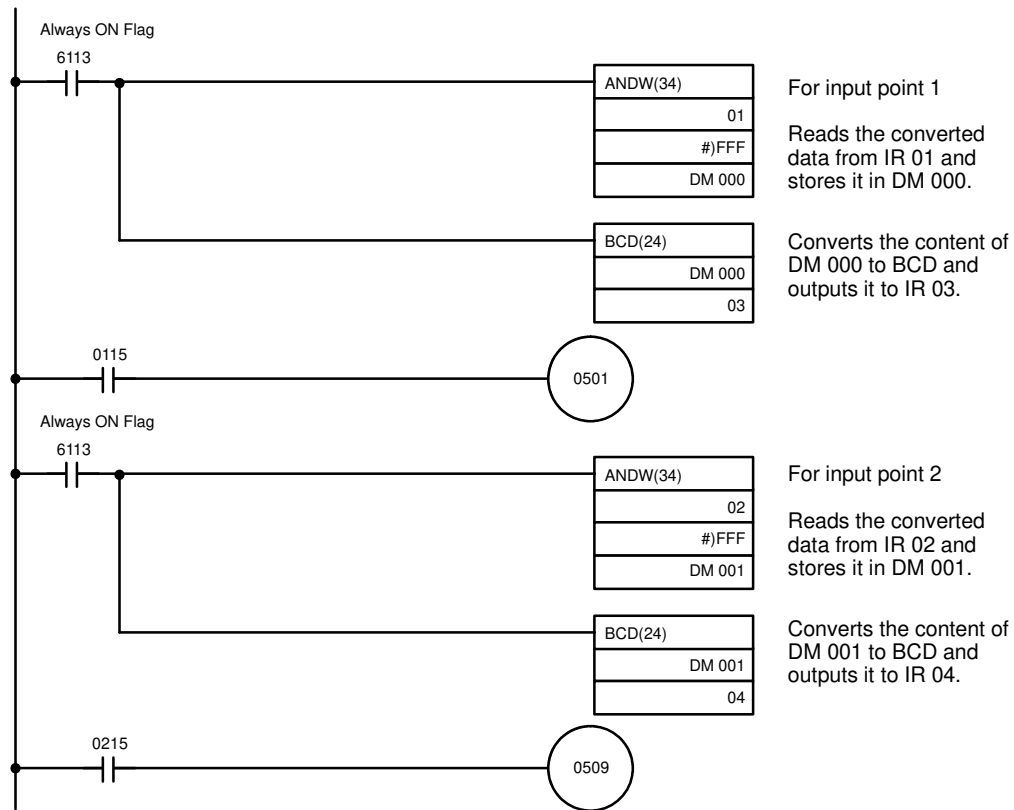 Always ON Flag
6113
ANDW(34)
01
#)FFF
DM 000
For input point 1
Reads the converted
data from IR 01 and
stores it in DM 000.
BCD(24)
DM 000
03
Converts the content of
DM 000 to BCD and
outputs it to IR 03.
0115
0501
Always ON Flag
6113
ANDW(34)
02
#)FFF
DM 001
For input point 2
Reads the converted
data from IR 02 and
stores it in DM 001.
BCD(24)
DM 001
04
Converts the content of
DM 001 to BCD and
outputs it to IR 04.
0215
0509